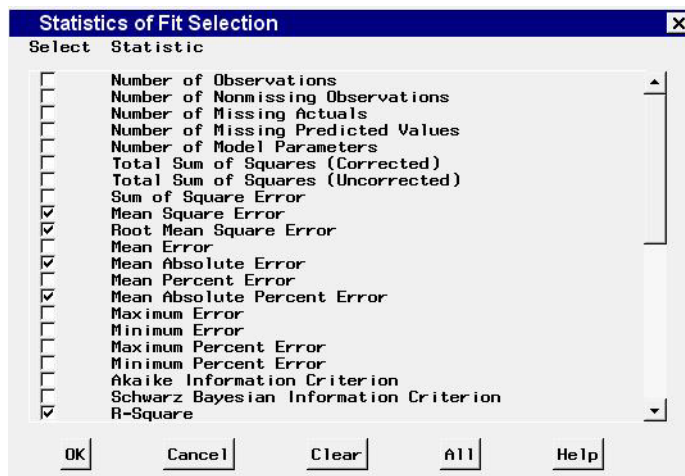 Statistics of Fit Selection
Select Statistic
Number of Observations
Number of Nonmissing Observations
Number of Missing Actuals
Number of Missing Predicted Values
Number of Model Parameters
Total Sum of Squares (Corrected)
Total Sum of Squares (Uncorrected)
Sum of Square Error
Mean Square Error
Root Mean Square Error
Mean Error
Mean Absolute Error
Mean Percent Error
Mean Absolute Percent Error
Maximum Error
Minimum Error
Maximum Percent Error
Minimum Percent Error
Akaike Information Criterion
Schwarz Bayesian Information Criterion
R-Square
OK Cancel Clear All Help